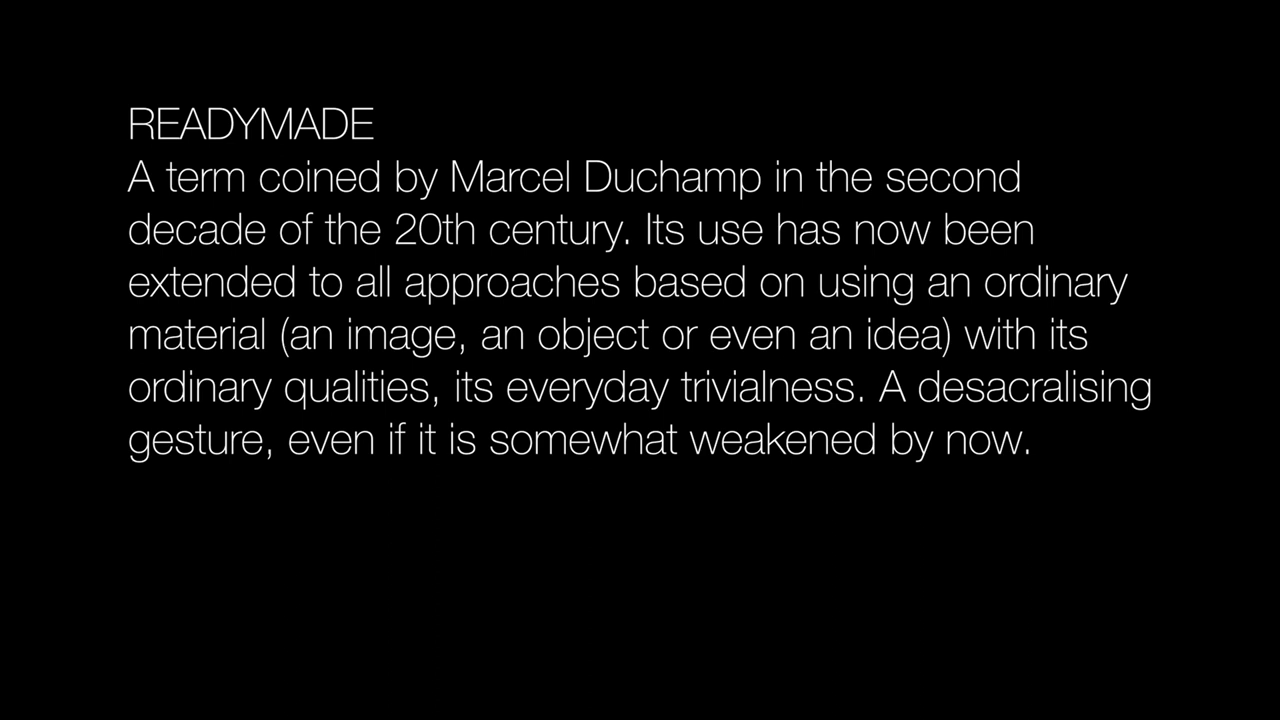 READYMADE
A term coined by Marcel Duchamp in the second
decade of the 20th century. Its use has now been
extended to all approaches based on using an ordinary
material (an image, an object or even an idea) with its
ordinary qualities, its everyday trivialness. A desacralising
gesture, even if it is somewhat weakened by now.